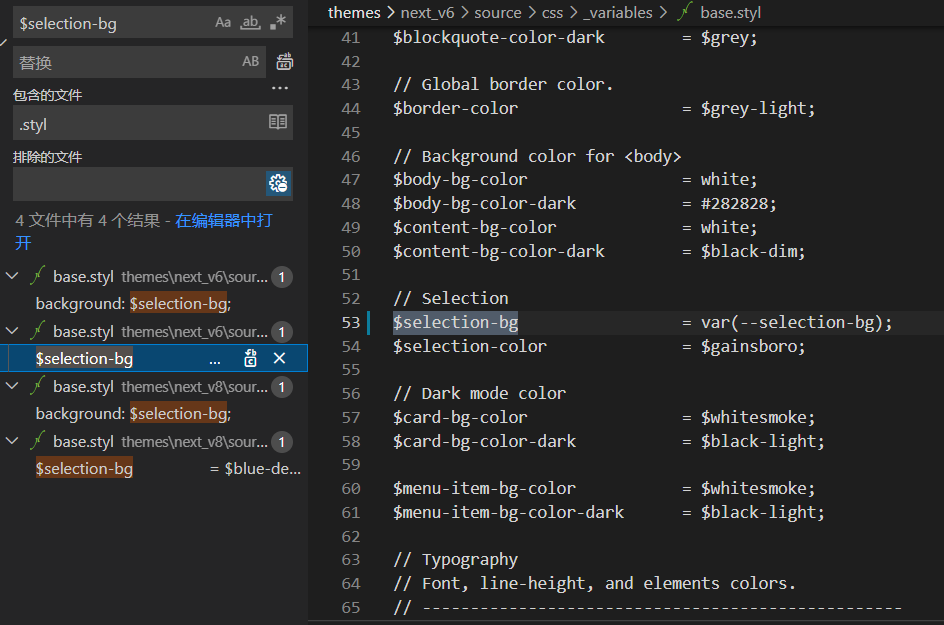 $selection-bg Aa ab .*
替换 AB
包含的文件 ...
.styl
排除的文件
4 文件中有 4 个结果 - 在编辑器中打
开
base.styl themes\next_v6\sour... 1
background: $selection-bg;
base.styl themes\next_v6\sour... 1
$selection-bg ...
base.styl themes\next_v8\sour... 1
background: $selection-bg;
base.styl themes\next_v8\sour... 1
$selection-bg = $blue-de...
themes > next_v6 > source > css > _variables > base.styl
41 $blockquote-color-dark = $grey;
42
43 // Global border color.
44 $border-color = $grey-light;
45
46 // Background color for <body>
47 $body-bg-color = white;
48 $body-bg-color-dark = #282828;
49 $content-bg-color = white;
50 $content-bg-color-dark = $black-dim;
51
52 // Selection
53 $selection-bg = var(--selection-bg);
54 $selection-color = $gainsboro;
55
56 // Dark mode color
57 $card-bg-color = $whitesmoke;
58 $card-bg-color-dark = $black-light;
59
60 $menu-item-bg-color = $whitesmoke;
61 $menu-item-bg-color-dark = $black-light;
62
63 // Typography
64 // Font, line-height, and elements colors.
65 // --------------------------------------------------